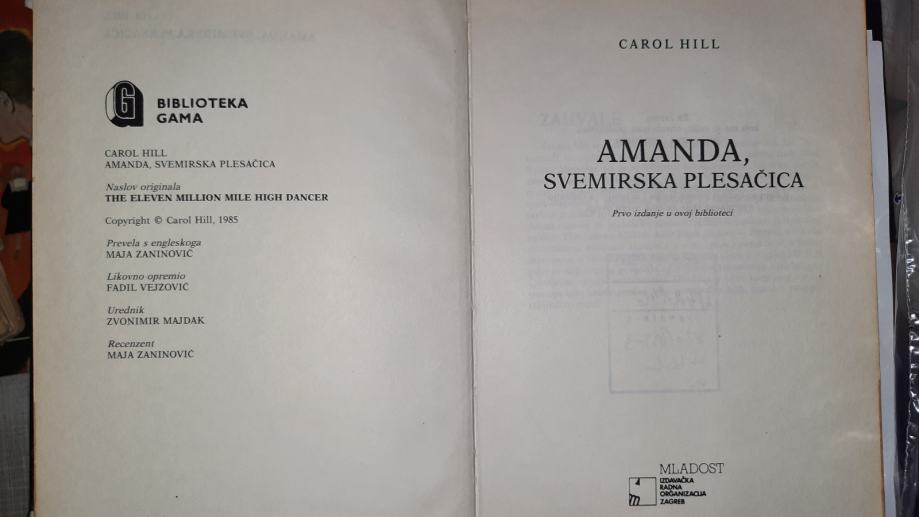 BIBLIOTEKA
GAMA
CAROL HILL
AMANDA, SVEMIRSKA PLESAČICA
Naslov originala
THE ELEVEN MILLION MILE HIGH DANCER
Copyright © Carol Hill, 1985
Prevela s engleskoga
MAJA ZANINOVIĆ
Likovno opremio
FADIL VEJZOVIĆ
Urednik
ZVONIMIR MAJDAK
Recenzent
MAJA ZANINOVIĆ
CAROL HILL
AMANDA,
SVEMIRSKA PLESAČICA
Prvo izdanje u ovoj biblioteci
MLADOST
IZDAVAČKA
RADNA
ORGANIZACIJA
ZAGREB